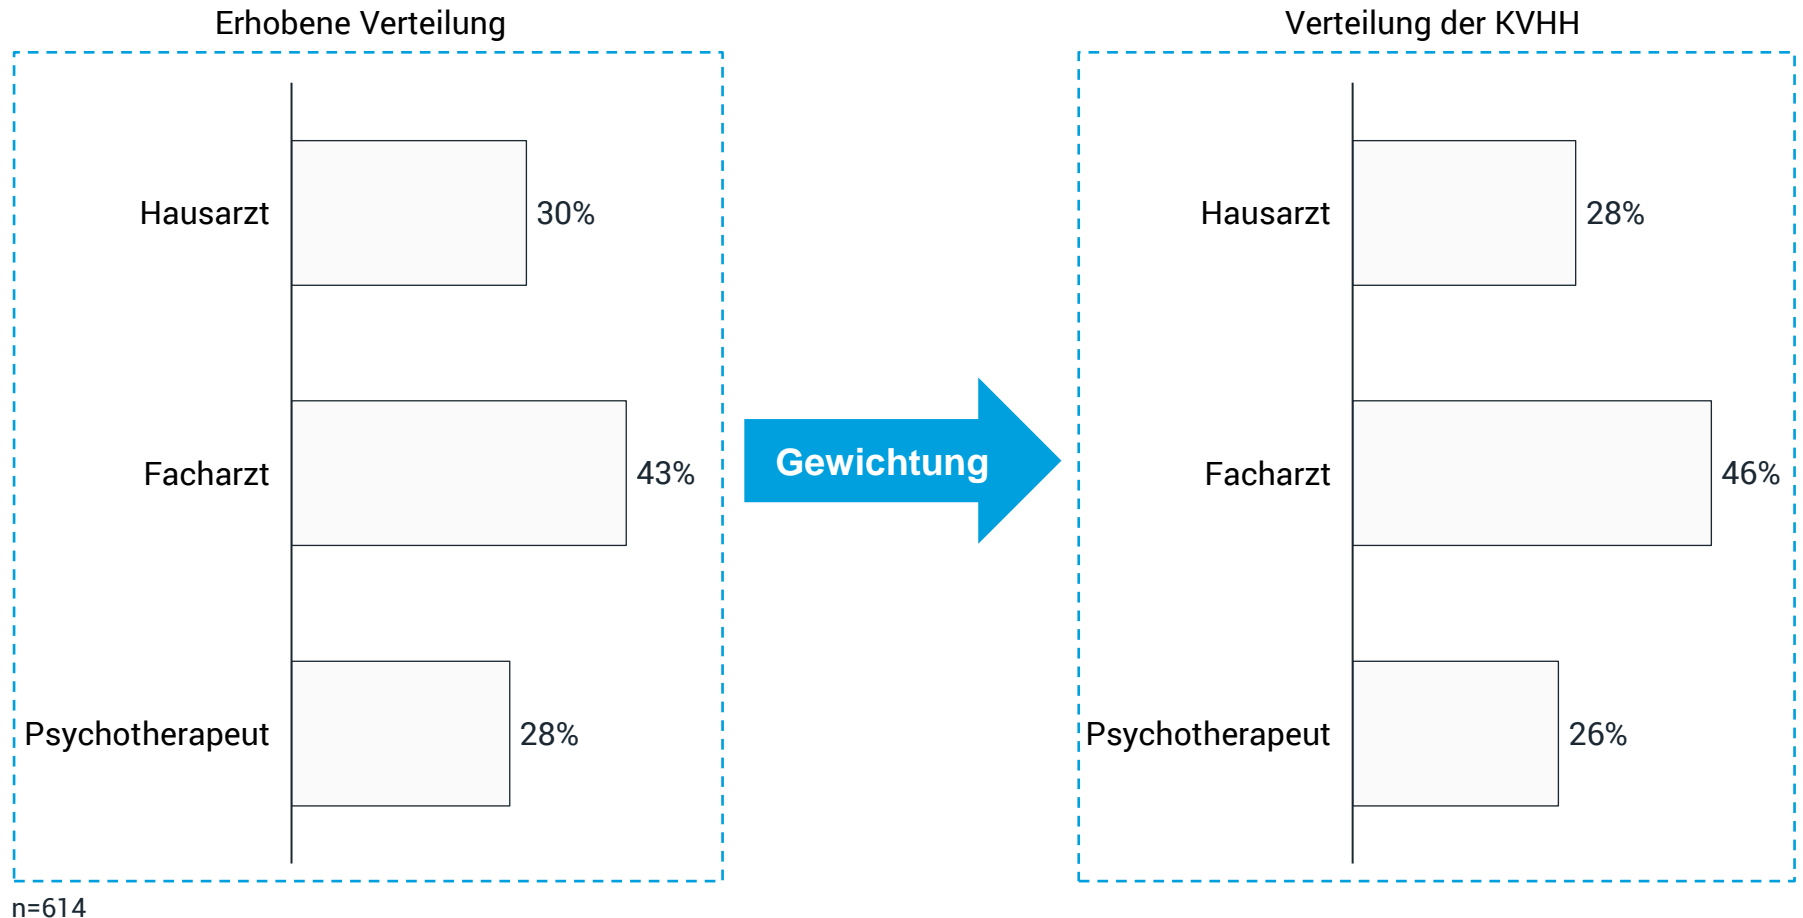 Erhobene Verteilung
Hausarzt 30%
Facharzt 43%
Psychotherapeut 28%
n=614
Gewichtung
Verteilung der KVHH
Hausarzt 28%
Facharzt 46%
Psychotherapeut 26%